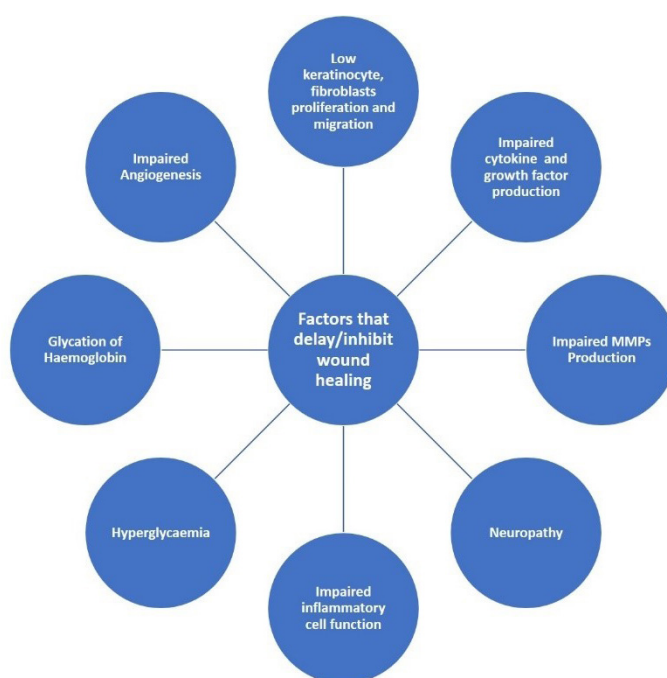 Low
keratinocyte,
fibroblasts
proliferation and
migration
Impaired
cytokine and
growth factor
production
Impaired MMPs
Production
Neuropathy
Impaired
inflammatory
cell function
Hyperglycaemia
Glycation of
Haemoglobin
Impaired
Angiogenesis
Factors that
delay/inhibit
wound
healing